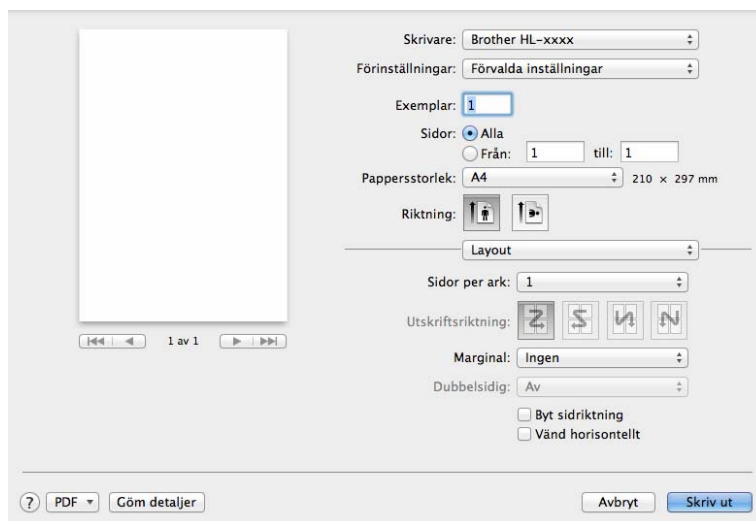 Skrivare: Brother HL-xxxx
Förinställningar: Förvalda inställningar
Exemplar: 1
Sidor: Alla
Från: 1 till: 1
Pappersstorlek: A4 210 × 297 mm
Riktning:
Layout
Sidor per ark: 1
Utskriftsriktning:
Marginal: Ingen
Dubbelsidig: Av
Byt sidriktning
Vänd horisontellt
1 av 1
? PDF Göm detaljer Avbryt Skriv ut